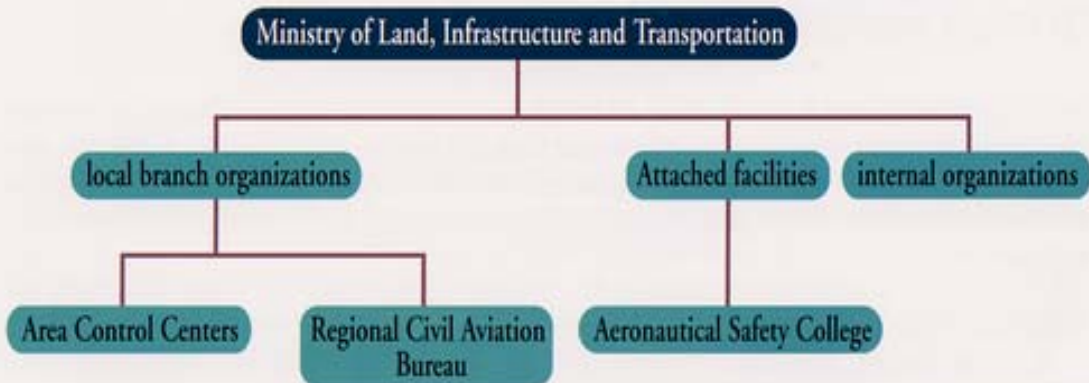 Ministry of Land, Infrastructure and Transportation
local branch organizations
Attached facilities
internal organizations
Area Control Centers
Regional Civil Aviation
Bureau
Aeronautical Safety College